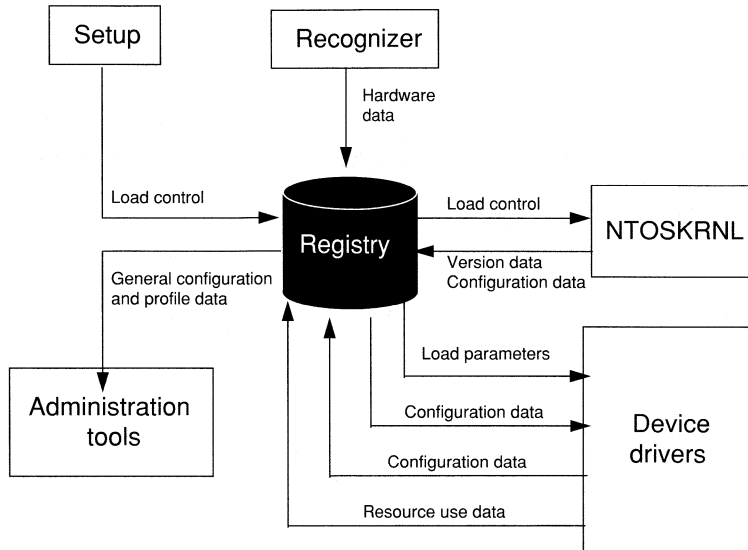 Setup
Recognizer
Hardware
data
Load control
Load control
Registry
NTOSKRNL
Version data
Configuration data
General configuration
and profile data
Load parameters
Administration
tools
Configuration data
Device
drivers
Configuration data
Resource use data